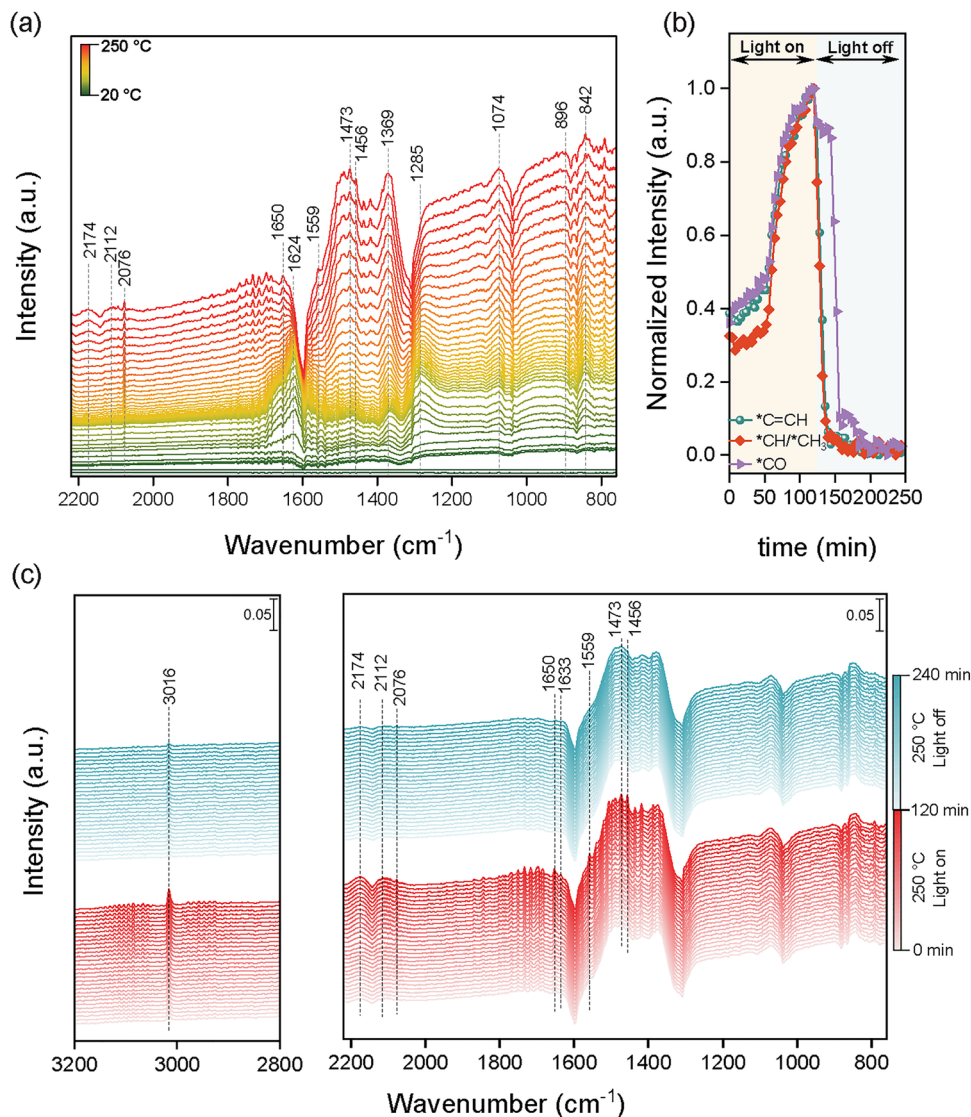 (a)
250 °C
20 °C
2174
2112
2076
1650
1624
1559
1473
1456
1369
1285
1074
896
842
Intensity (a.u.)
2200 2000 1800 1600 1400 1200 1000 800
Wavenumber (cm-1)
(b)
Light on Light off
Normalized Intensity (a.u.)
1.0
0.8
0.6
0.4
0.2
0.0
*C=CH
*CH/*CH3
*CO
0 50 100 150 200 250
time (min)
(c)
0.05
3016
Intensity (a.u.)
3200 3000 2800
0.05
2174
2112
2076
1650
1633
1559
1473
1456
2200 2000 1800 1600 1400 1200 1000 800
Wavenumber (cm-1)
240 min
250 °C
Light off
120 min
250 °C
Light on
0 min